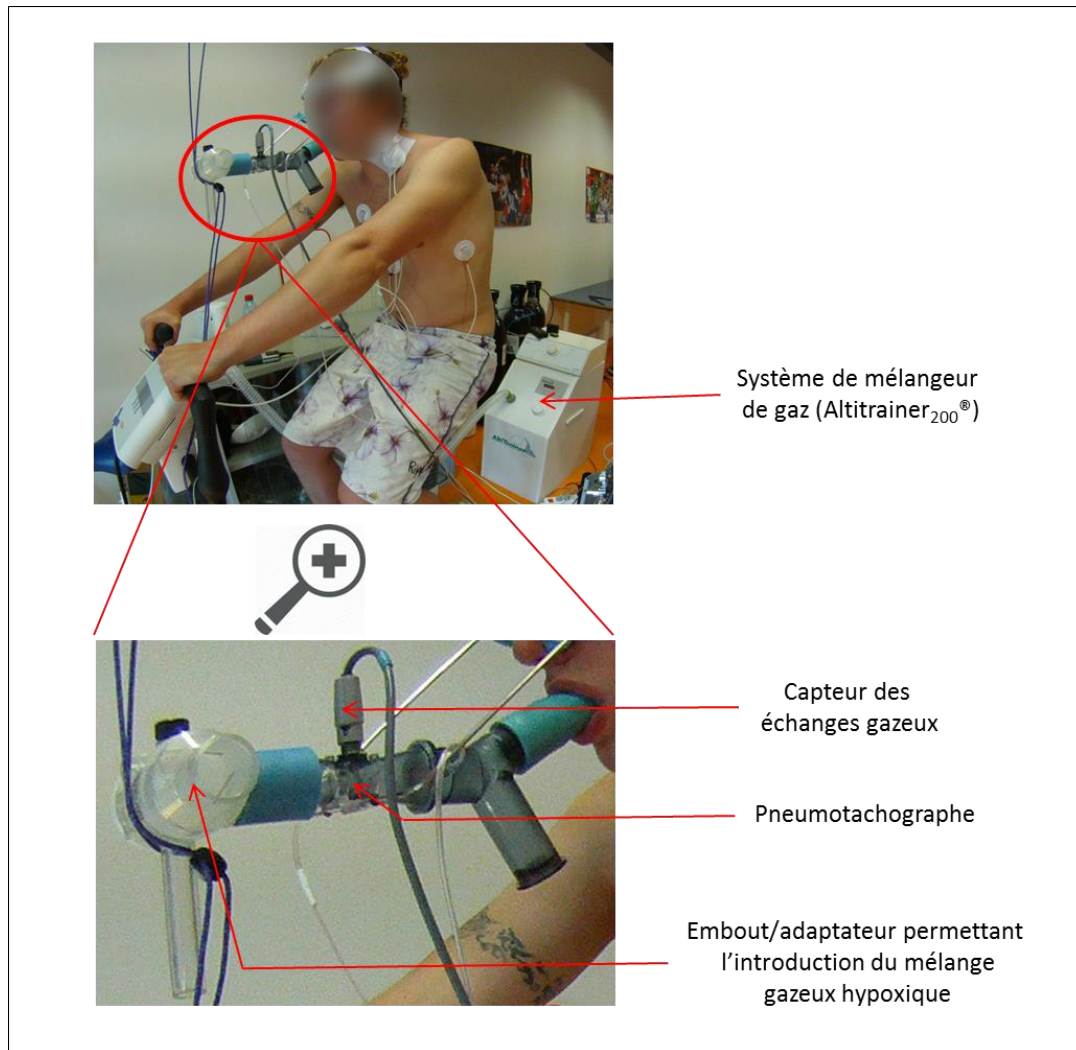 Système de mélangeur
de gaz (Altitrainer200®)
Capteur des
échanges gazeux
Pneumotachographe
Embout/adaptateur permettant
l'introduction du mélange
gazeux hypoxique